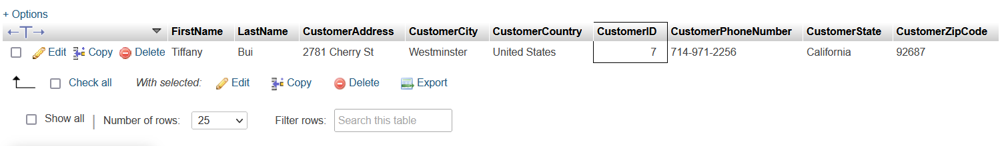 + Options
←T→ FirstName LastName CustomerAddress CustomerCity CustomerCountry CustomerID CustomerPhoneNumber CustomerState CustomerZipCode
Edit Copy Delete Tiffany Bui 2781 Cherry St Westminster United States 7 714-971-2256 California 92687
Check all With selected: Edit Copy Delete Export
Show all Number of rows: 25 Filter rows: Search this table